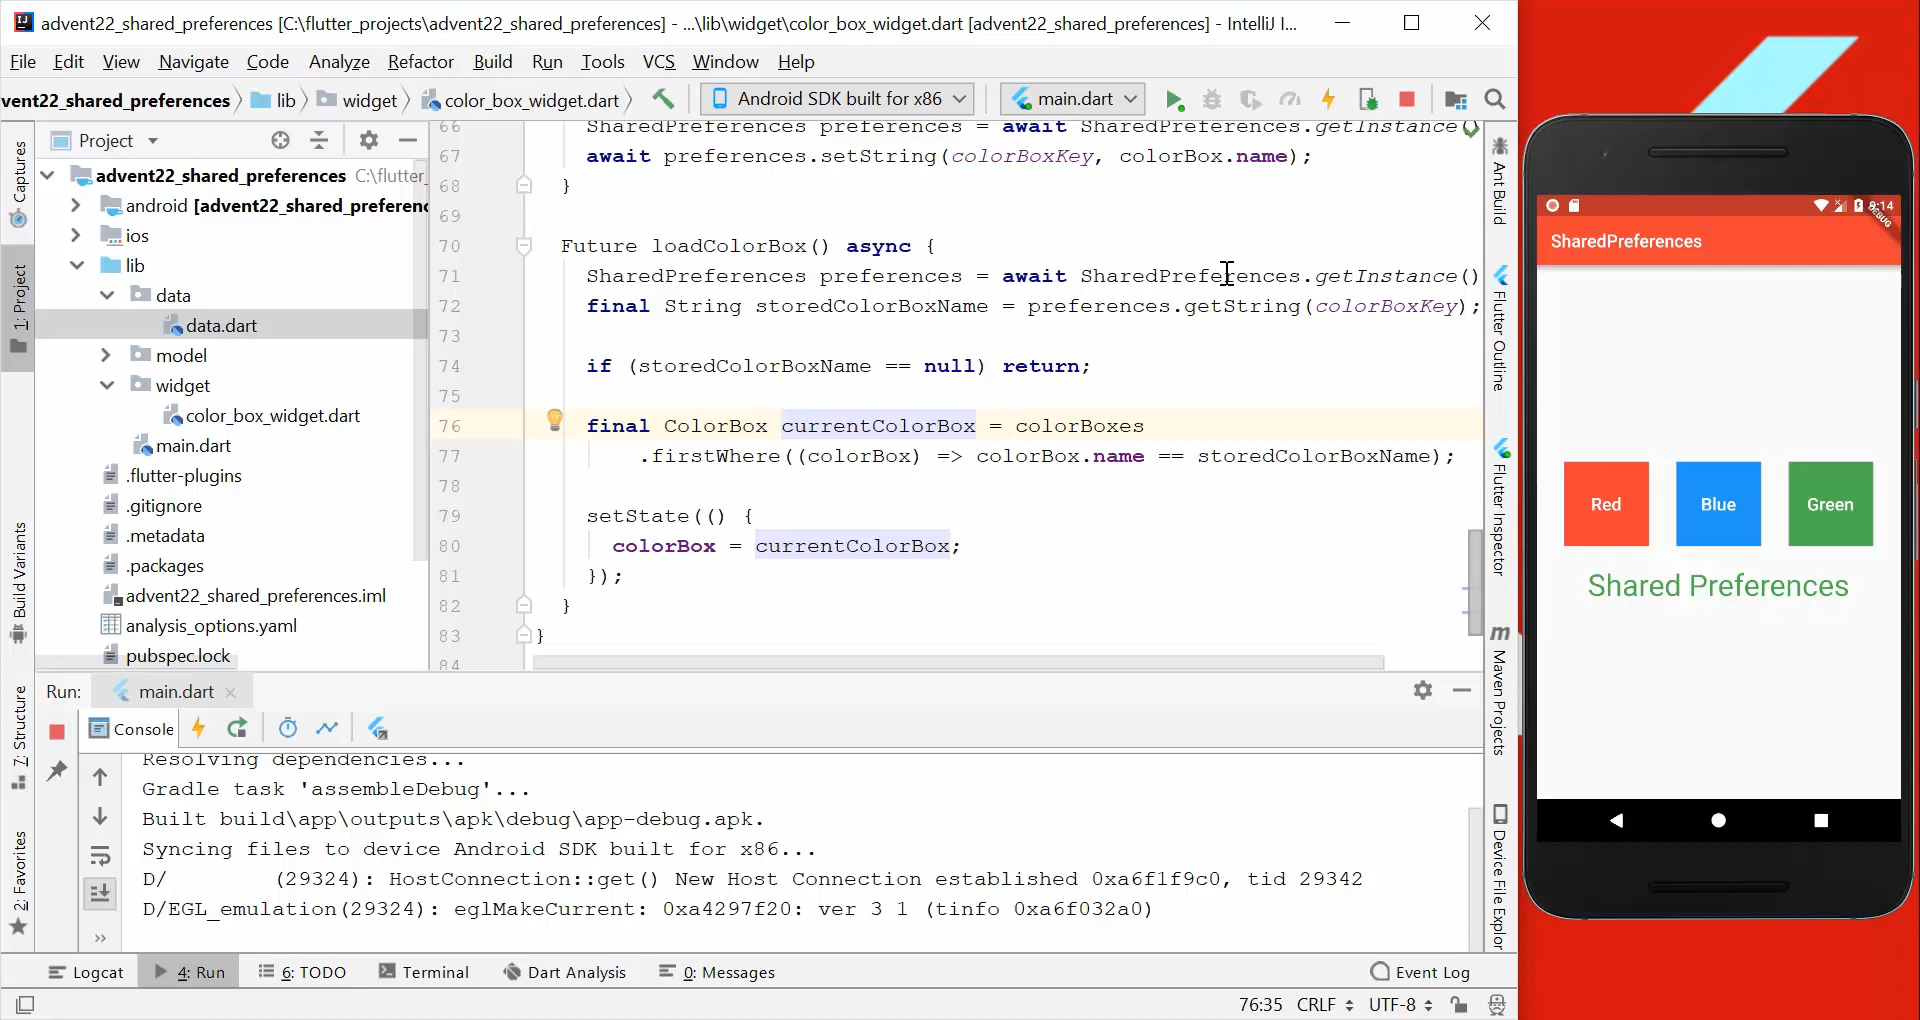 advent22_shared_preferences [C:\flutter_projects\advent22_shared_preferences] - ...\lib\widget\color_box_widget.dart [advent22_shared_preferences] - IntelliJ I...
File Edit View Navigate Code Analyze Refactor Build Run Tools VCS Window Help
vent22_shared_preferences lib widget color_box_widget.dart Android SDK built for x86 main.dart
Project
advent22_shared_preferences C:\flutter_
android [advent22_shared_preferenc
ios
lib
data
data.dart
model
widget
color_box_widget.dart
main.dart
.flutter-plugins
.gitignore
.metadata
.packages
advent22_shared_preferences.iml
analysis_options.yaml
pubspec.lock
Captures
1: Project
Build Variants
7: Structure
2: Favorites
66 SharedPreferences preferences = await SharedPreferences.getInstance()
67 await preferences.setString(colorBoxKey, colorBox.name);
68 }
69
70 Future loadColorBox() async {
71 SharedPreferences preferences = await SharedPreferences.getInstance()
72 final String storedColorBoxName = preferences.getString(colorBoxKey);
73
74 if (storedColorBoxName == null) return;
75
76 final ColorBox currentColorBox = colorBoxes
77 .firstWhere((colorBox) => colorBox.name == storedColorBoxName);
78
79 setState(() {
80 colorBox = currentColorBox;
81 });
82 }
83 }
84
Ant Build
Flutter Outline
Flutter Inspector
Maven Projects
Device File Explor
Run: main.dart
Console
Resolving dependencies...
Gradle task 'assembleDebug'...
Built build\app\outputs\apk\debug\app-debug.apk.
Syncing files to device Android SDK built for x86...
D/ (29324): HostConnection::get() New Host Connection established 0xa6f1f9c0, tid 29342
D/EGL_emulation(29324): eglMakeCurrent: 0xa4297f20: ver 3 1 (tinfo 0xa6f032a0)
Logcat 4: Run 6: TODO Terminal Dart Analysis 0: Messages Event Log
76:35 CRLF UTF-8
8:14
DEBUG
SharedPreferences
Red Blue Green
Shared Preferences